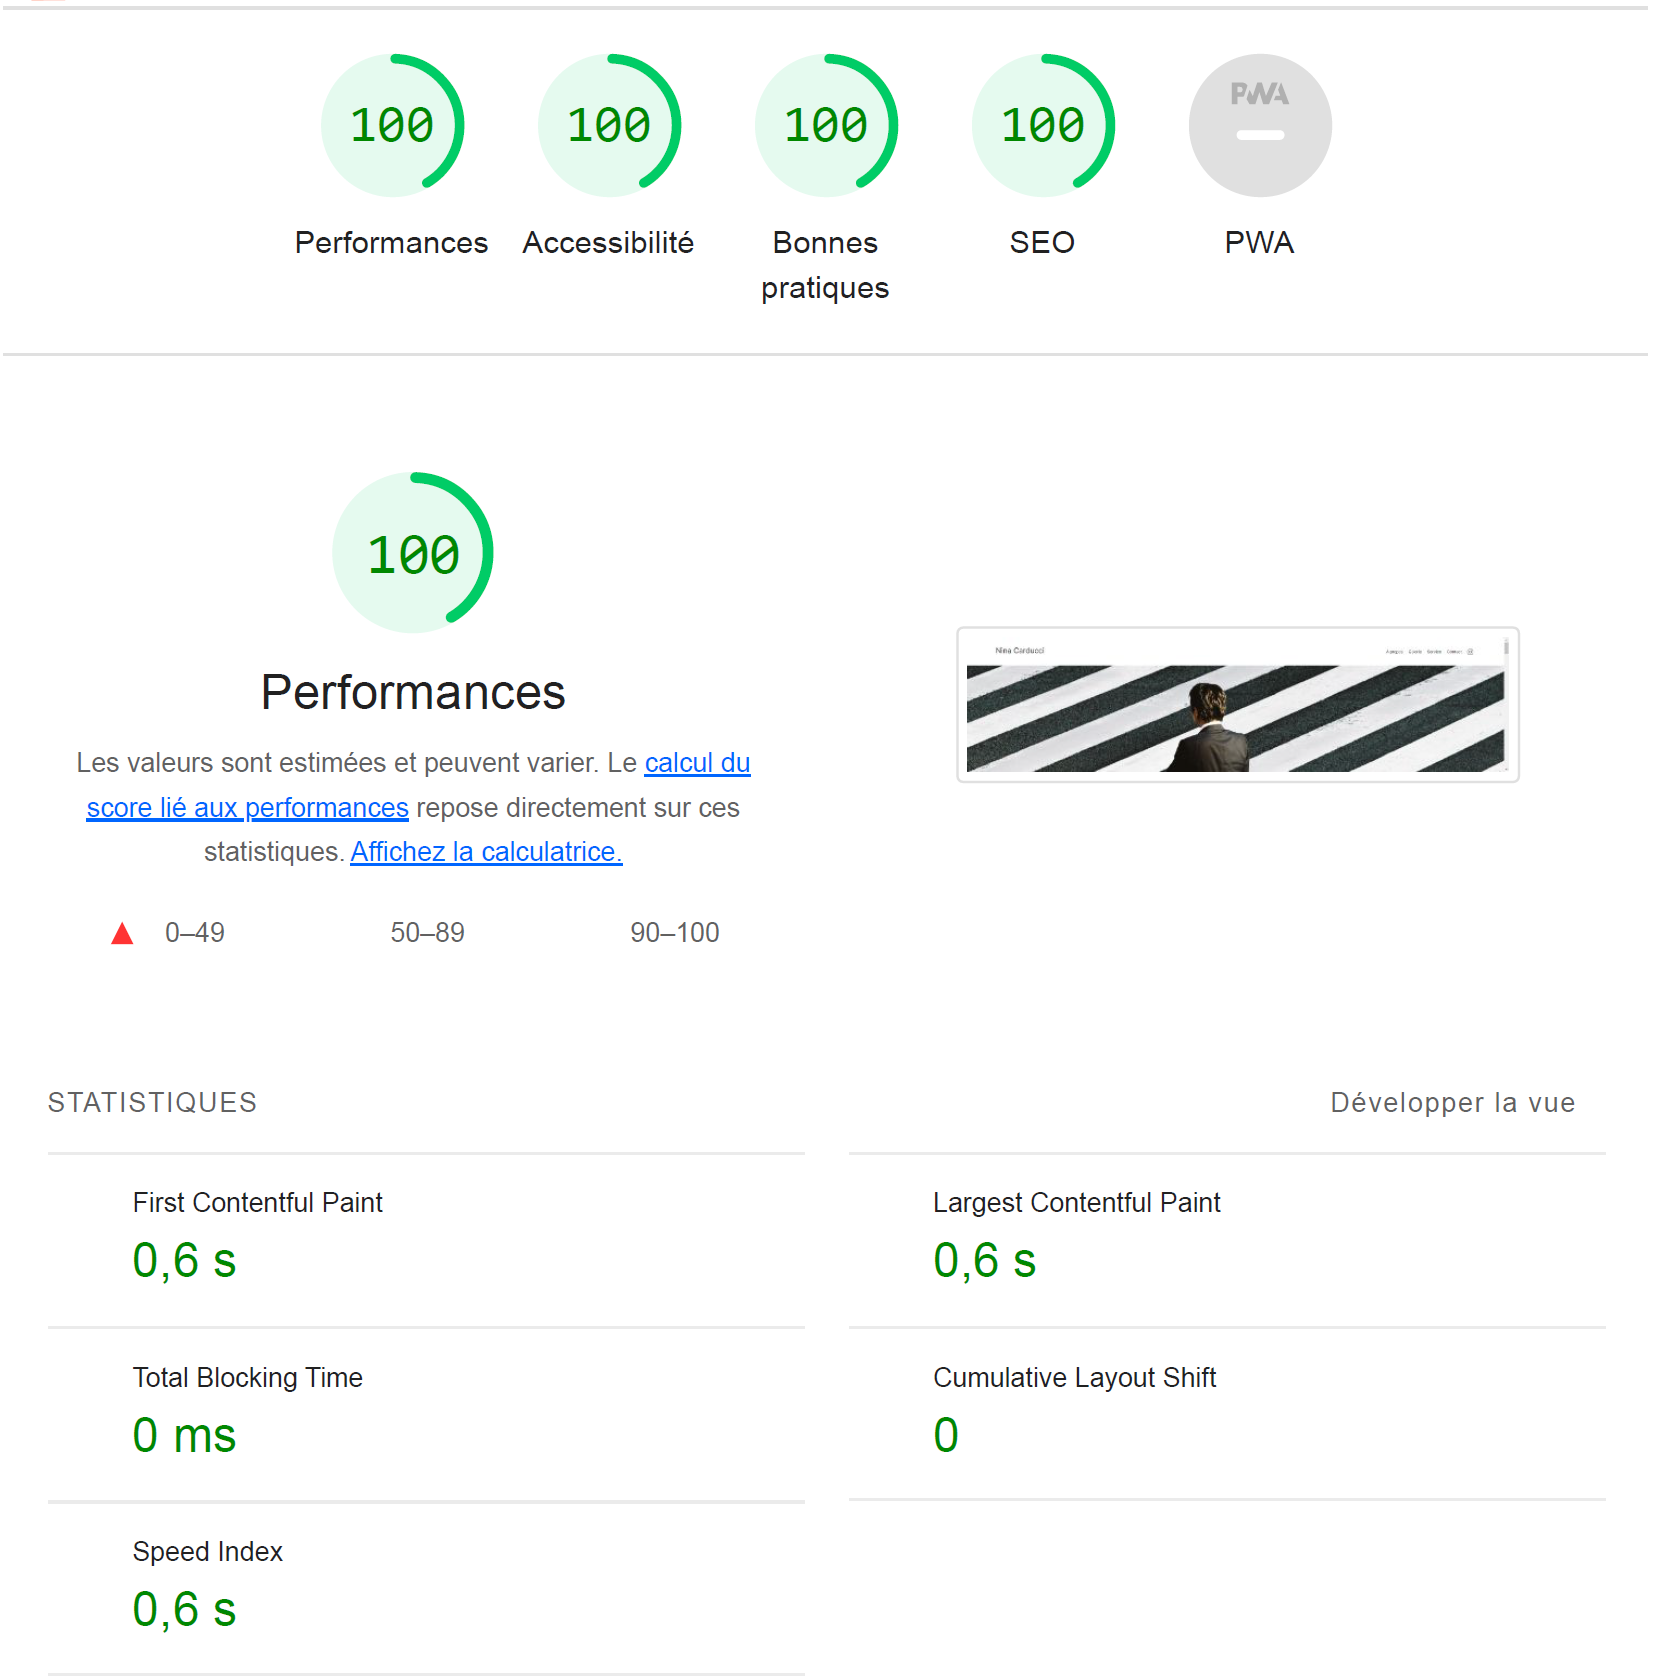 100
100
100
100
PWA
Performances
Accessibilité
Bonnes
pratiques
SEO
PWA
100
Performances
Les valeurs sont estimées et peuvent varier. Le calcul du
score lié aux performances repose directement sur ces
statistiques. Affichez la calculatrice.
0–49
50–89
90–100
Nina Carducci
STATISTIQUES
Développer la vue
First Contentful Paint
0,6 s
Largest Contentful Paint
0,6 s
Total Blocking Time
0 ms
Cumulative Layout Shift
0
Speed Index
0,6 s